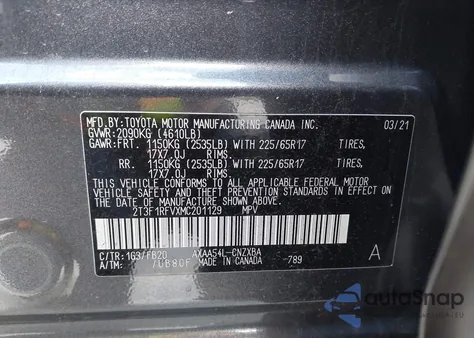 MFD.BY:TOYOTA MOTOR MANUFACTURING CANADA INC. 03/21
GVWR:2090KG (4610LB)
GAWR:FRT. 1150KG (2535LB) WITH 225/65R17 TIRES,
17X7.0J RIMS.
RR. 1150KG (2535LB) WITH 225/65R17 TIRES,
17X7.0J RIMS.
THIS VEHICLE CONFORMS TO ALL APPLICABLE FEDERAL MOTOR
VEHICLE SAFETY, BUMPER, AND THEFT PREVENTION STANDARDS IN
EFFECT ON THE DATE OF MANUFACTURE SHOWN ABOVE.
2T3F1RFVXMC201129 MPV
C/TR:1G3/FB20 AXAA54L-CNZXBA A
A/TM: /UB80F MADE IN CANADA -789
autoSnap